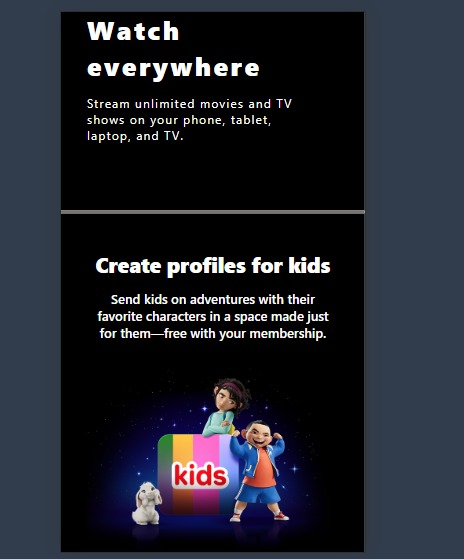 Watch
everywhere
Stream unlimited movies and TV
shows on your phone, tablet,
laptop, and TV.
Create profiles for kids
Send kids on adventures with their
favorite characters in a space made just
for them—free with your membership.
kids